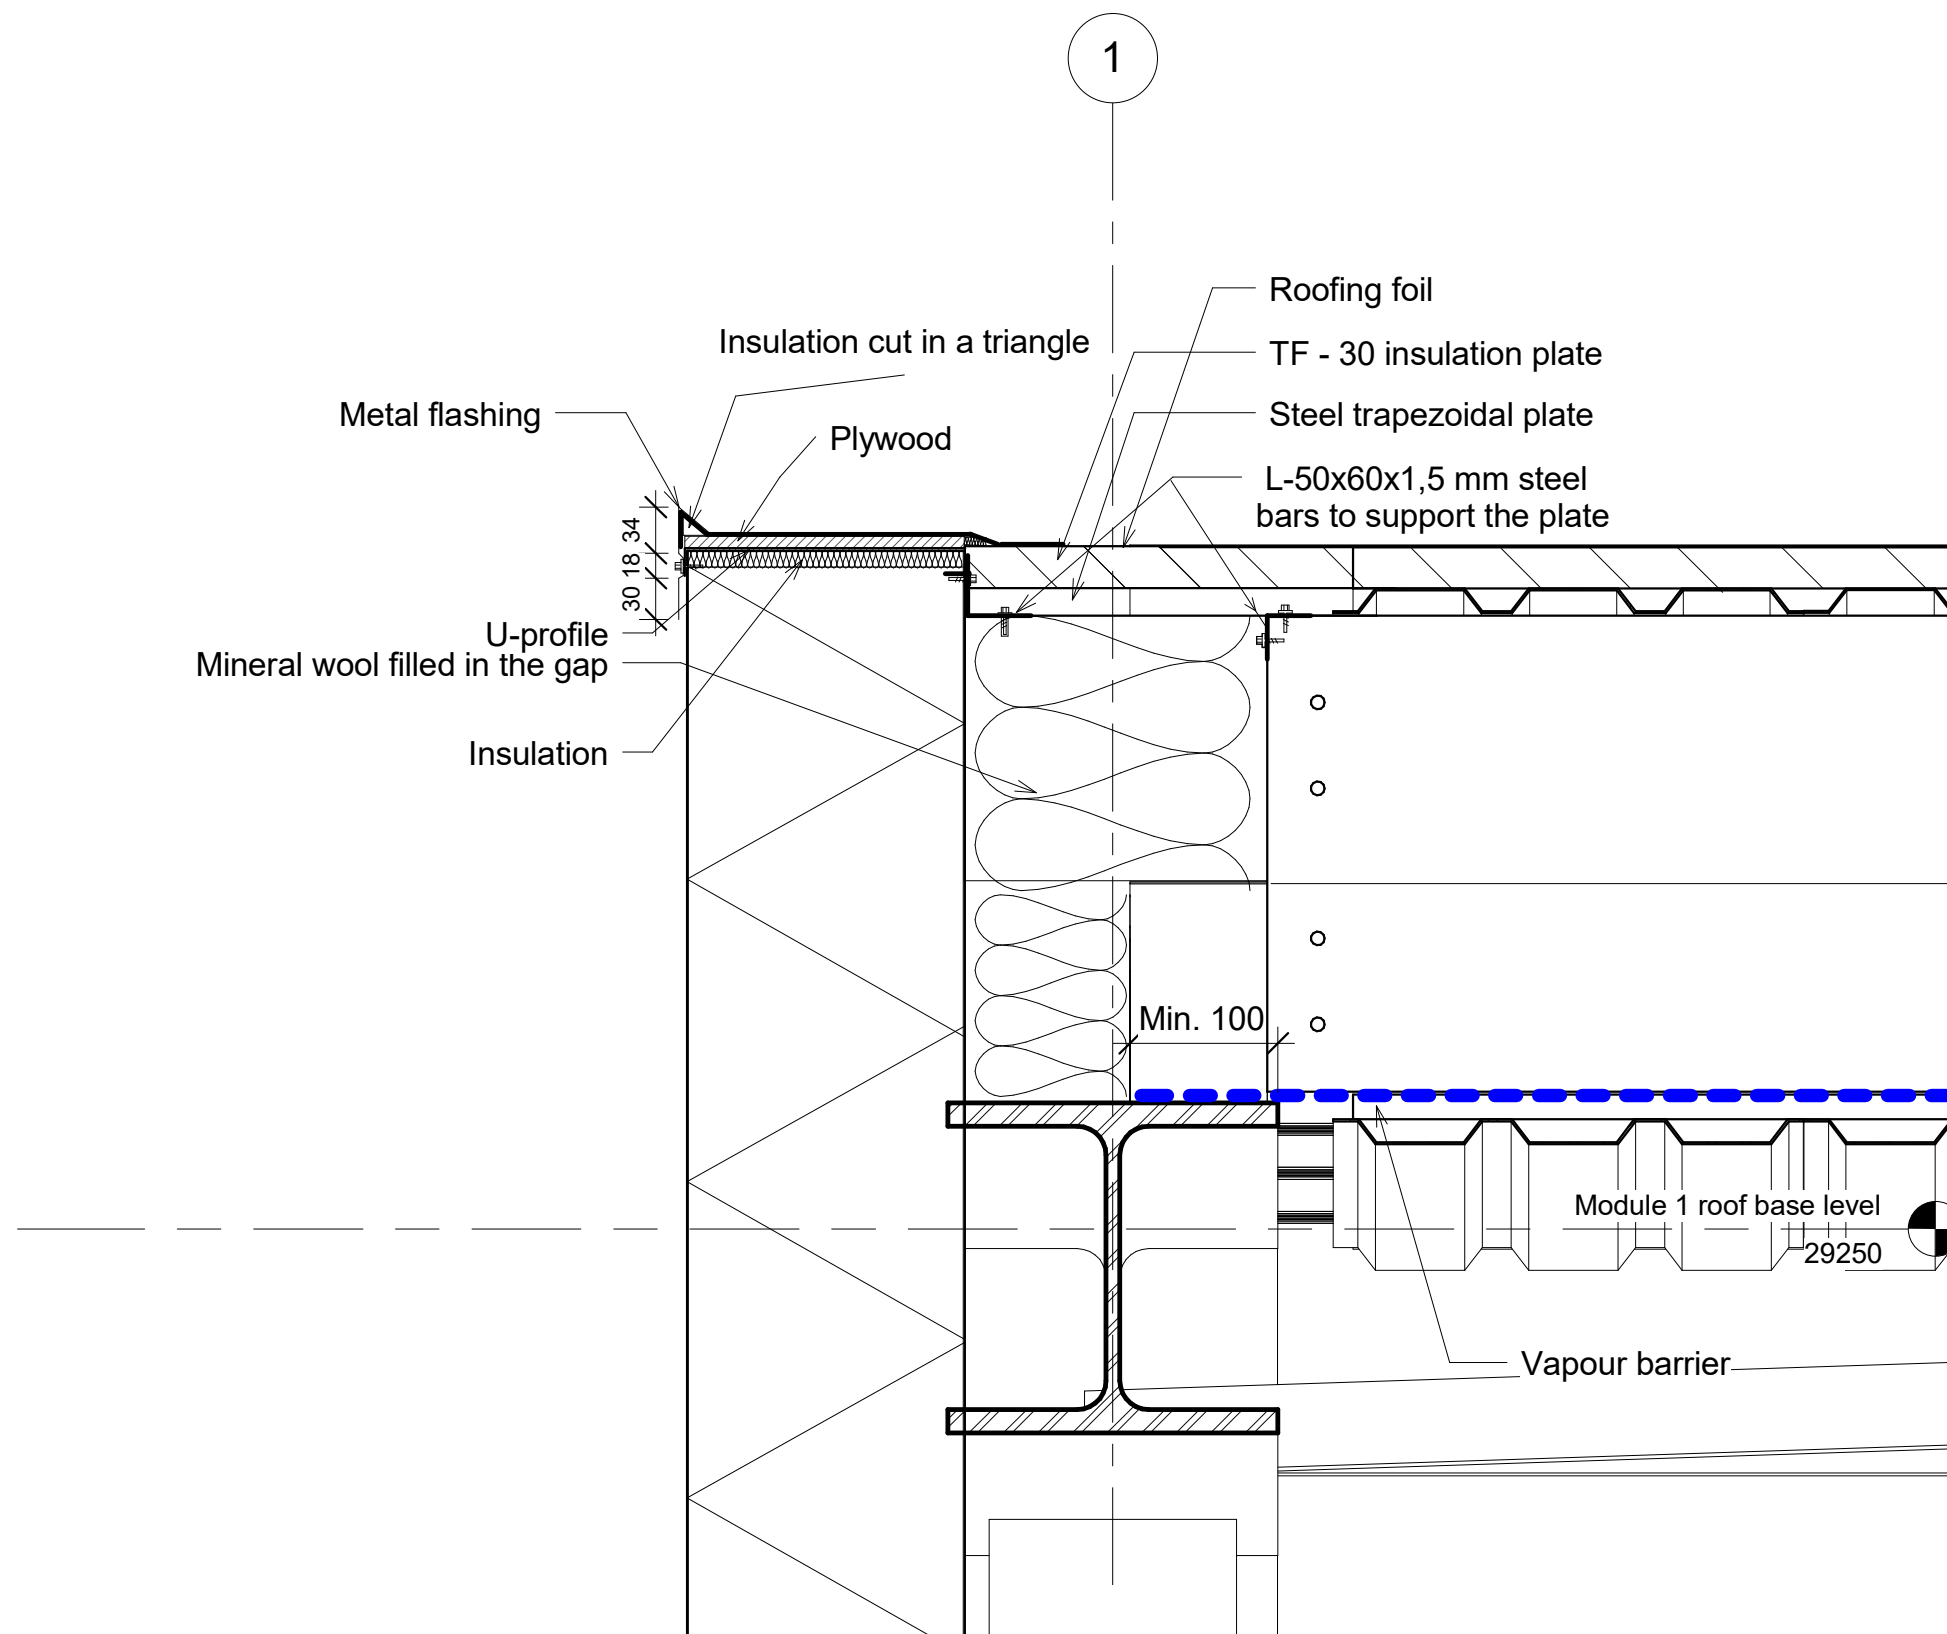 1
Roofing foil
Insulation cut in a triangle
TF - 30 insulation plate
Metal flashing
Steel trapezoidal plate
Plywood
L-50x60x1,5 mm steel
bars to support the plate
34
18
30
U-profile
Mineral wool filled in the gap
Insulation
Min. 100
Module 1 roof base level
29250
Vapour barrier